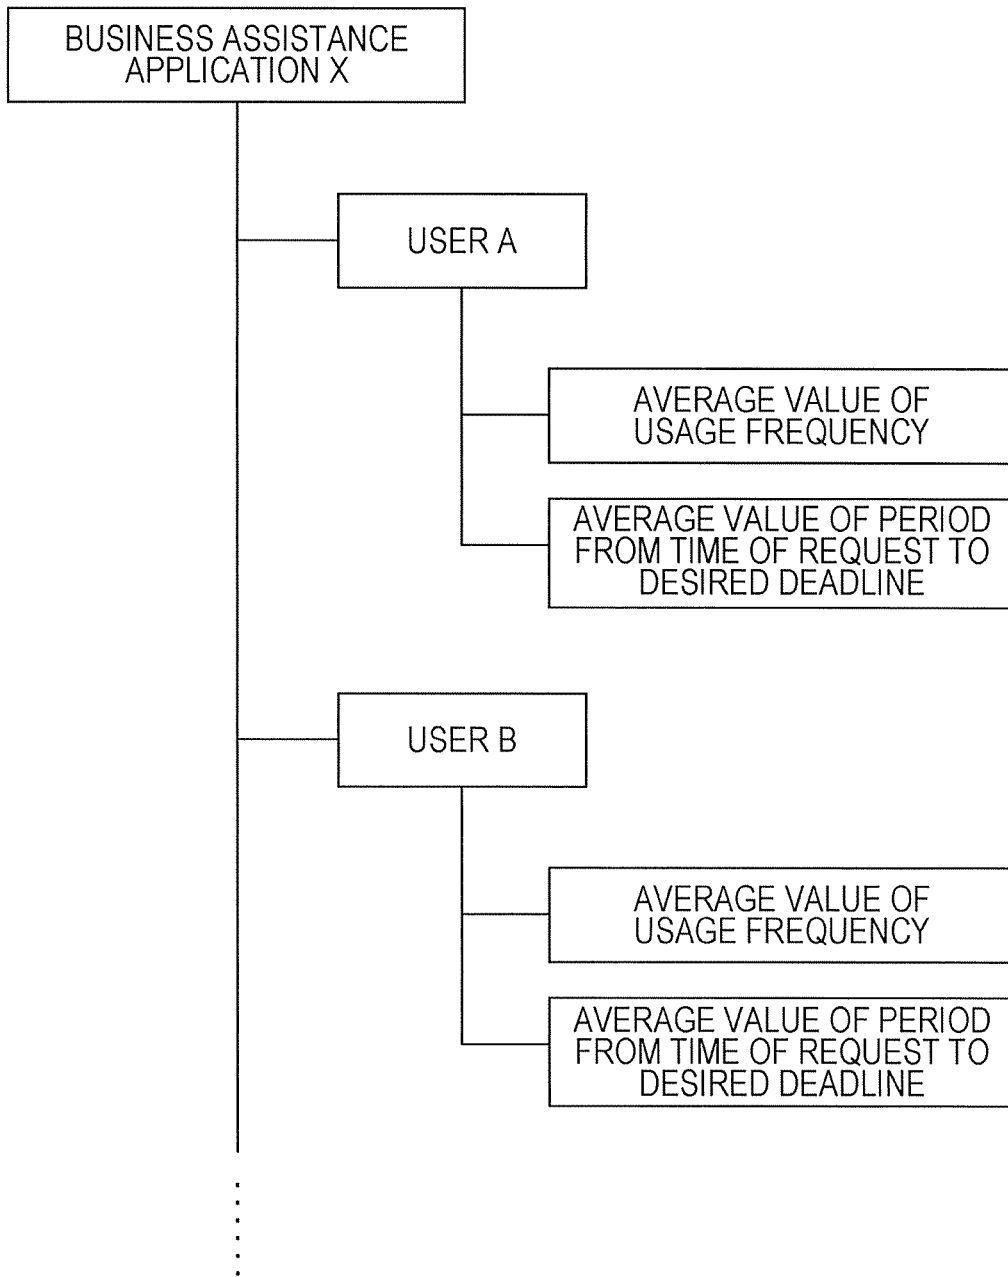 BUSINESS ASSISTANCE
APPLICATION X
USER A
AVERAGE VALUE OF
USAGE FREQUENCY
AVERAGE VALUE OF PERIOD
FROM TIME OF REQUEST TO
DESIRED DEADLINE
USER B
AVERAGE VALUE OF
USAGE FREQUENCY
AVERAGE VALUE OF PERIOD
FROM TIME OF REQUEST TO
DESIRED DEADLINE